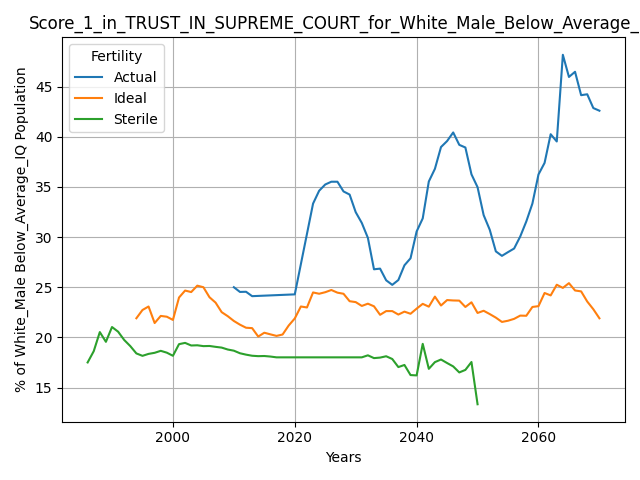 Score_1_in_TRUST_IN_SUPREME_COURT_for_White_Male_Below_Average_
Fertility
Actual
Ideal
Sterile
% of White_Male Below_Average_IQ Population
45
40
35
30
25
20
15
2000
2020
2040
2060
Years